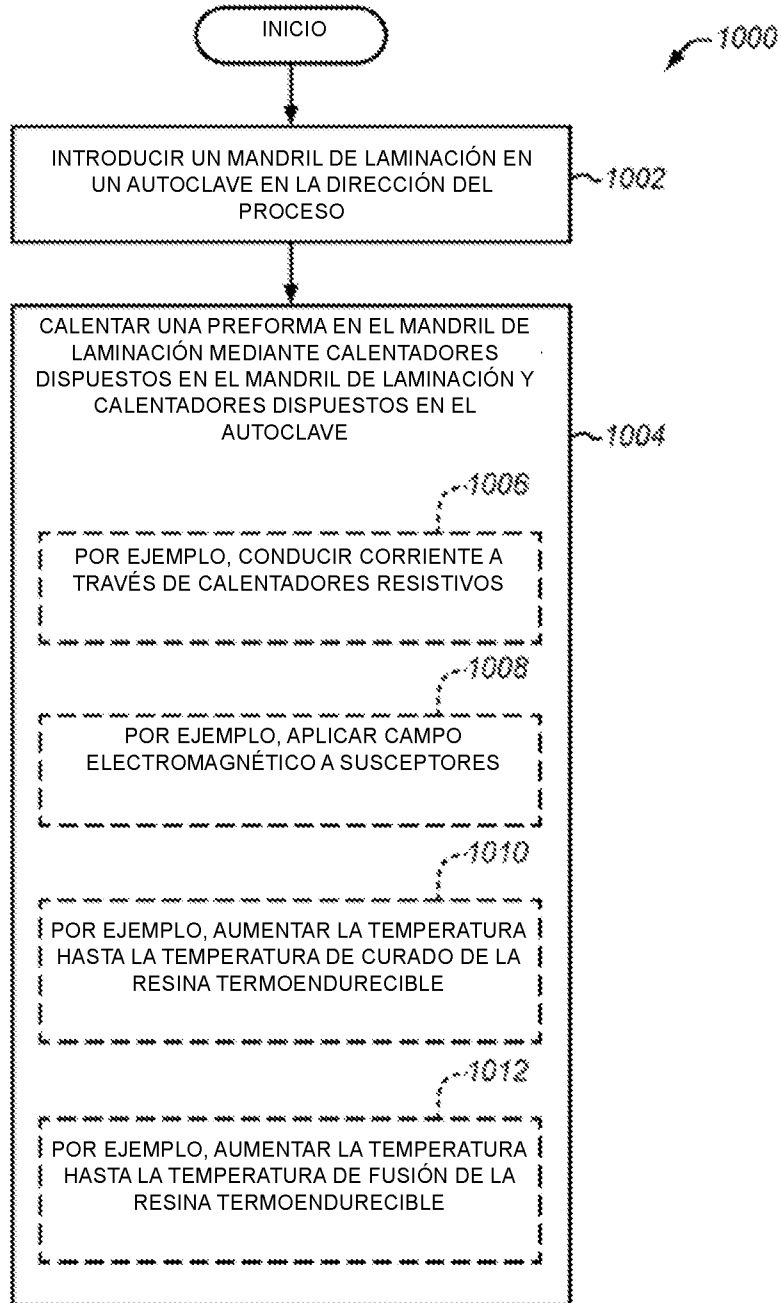 INICIO
1000
INTRODUCIR UN MANDRIL DE LAMINACIÓN EN
UN AUTOCLAVE EN LA DIRECCIÓN DEL
PROCESO
1002
CALENTAR UNA PREFORMA EN EL MANDRIL DE
LAMINACIÓN MEDIANTE CALENTADORES
DISPUESTOS EN EL MANDRIL DE LAMINACIÓN Y
CALENTADORES DISPUESTOS EN EL
AUTOCLAVE
1004
1006
POR EJEMPLO, CONDUCIR CORRIENTE A
TRAVÉS DE CALENTADORES RESISTIVOS
1008
POR EJEMPLO, APLICAR CAMPO
ELECTROMAGNÉTICO A SUSCEPTORES
1010
POR EJEMPLO, AUMENTAR LA TEMPERATURA
HASTA LA TEMPERATURA DE CURADO DE LA
RESINA TERMOENDURECIBLE
1012
POR EJEMPLO, AUMENTAR LA TEMPERATURA
HASTA LA TEMPERATURA DE FUSIÓN DE LA
RESINA TERMOENDURECIBLE